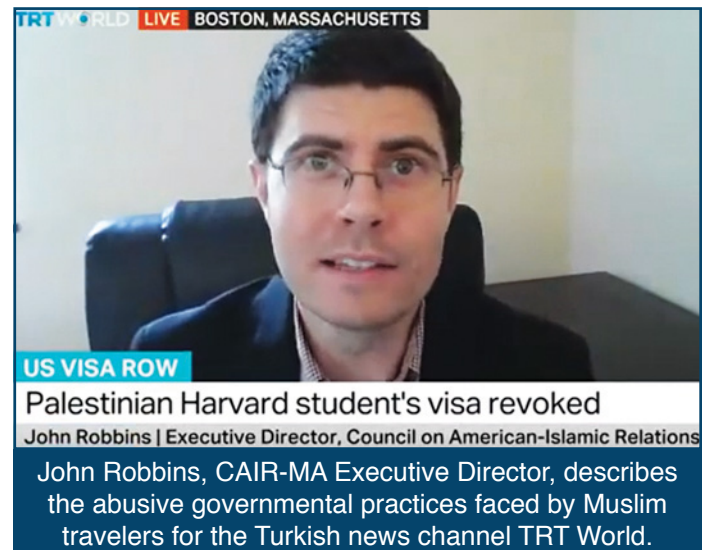 TRT WORLD LIVE BOSTON, MASSACHUSETTS
US VISA ROW
Palestinian Harvard student's visa revoked
John Robbins | Executive Director, Council on American-Islamic Relations
John Robbins, CAIR-MA Executive Director, describes
the abusive governmental practices faced by Muslim
travelers for the Turkish news channel TRT World.